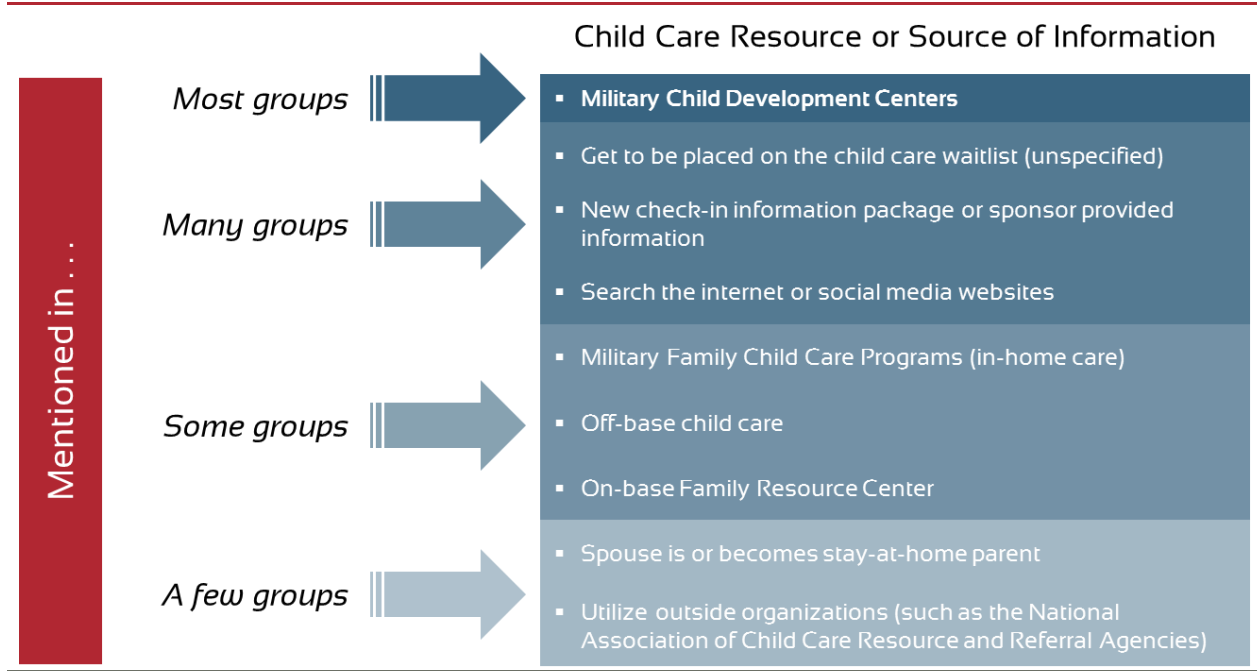 Child Care Resource or Source of Information
Mentioned in . . .
Most groups
▪ Military Child Development Centers
Many groups
▪ Get to be placed on the child care waitlist (unspecified)
▪ New check-in information package or sponsor provided
information
▪ Search the internet or social media websites
Some groups
▪ Military Family Child Care Programs (in-home care)
▪ Off-base child care
▪ On-base Family Resource Center
A few groups
▪ Spouse is or becomes stay-at-home parent
▪ Utilize outside organizations (such as the National
Association of Child Care Resource and Referral Agencies)